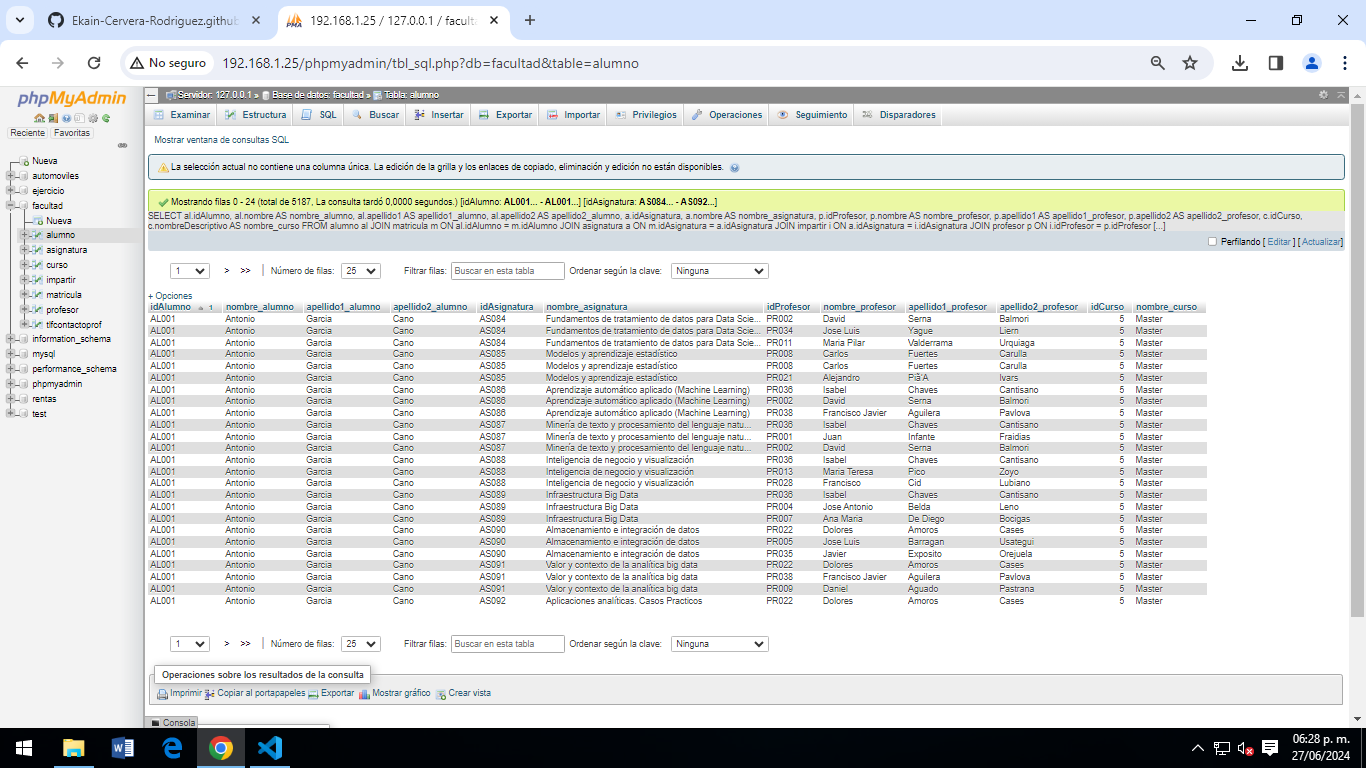 Ekain-Cervera-Rodriguez.github
192.168.1.25 / 127.0.0.1 / faculta
No seguro
192.168.1.25/phpmyadmin/tbl_sql.php?db=facultad&table=alumno
phpMyAdmin
Reciente Favoritas
Nueva
automoviles
ejercicio
facultad
Nueva
alumno
asignatura
curso
impartir
matricula
profesor
tlfcontactoprof
information_schema
mysql
performance_schema
phpmyadmin
rentas
test
Servidor: 127.0.0.1 » Base de datos: facultad » Tabla: alumno
Examinar Estructura SQL Buscar Insertar Exportar Importar Privilegios Operaciones Seguimiento Disparadores
Mostrar ventana de consultas SQL
La selección actual no contiene una columna única. La edición de la grilla y los enlaces de copiado, eliminación y edición no están disponibles.
Mostrando filas 0 - 24 (total de 5187, La consulta tardó 0,0000 segundos.) [idAlumno: AL001... - AL001...] [idAsignatura: AS084... - AS092...]
SELECT al.idAlumno, al.nombre AS nombre_alumno, al.apellido1 AS apellido1_alumno, al.apellido2 AS apellido2_alumno, a.idAsignatura, a.nombre AS nombre_asignatura, p.idProfesor, p.nombre AS nombre_profesor, p.apellido1 AS apellido1_profesor, p.apellido2 AS apellido2_profesor, c.idCurso,
c.nombreDescriptivo AS nombre_curso FROM alumno al JOIN matricula m ON al.idAlumno = m.idAlumno JOIN asignatura a ON m.idAsignatura = a.idAsignatura JOIN impartir i ON a.idAsignatura = i.idAsignatura JOIN profesor p ON i.idProfesor = p.idProfesor [...]
Perfilando [ Editar ] [ Actualizar]
1 > >> Número de filas: 25 Filtrar filas: Buscar en esta tabla Ordenar según la clave: Ninguna
+ Opciones
idAlumno 1 nombre_alumno apellido1_alumno apellido2_alumno idAsignatura nombre_asignatura idProfesor nombre_profesor apellido1_profesor apellido2_profesor idCurso nombre_curso
AL001 Antonio Garcia Cano AS084 Fundamentos de tratamiento de datos para Data Scie... PR002 David Serna Balmori 5 Master
AL001 Antonio Garcia Cano AS084 Fundamentos de tratamiento de datos para Data Scie... PR034 Jose Luis Yague Liern 5 Master
AL001 Antonio Garcia Cano AS084 Fundamentos de tratamiento de datos para Data Scie... PR011 Maria Pilar Valderrama Urquiaga 5 Master
AL001 Antonio Garcia Cano AS085 Modelos y aprendizaje estadístico PR008 Carlos Fuertes Carulla 5 Master
AL001 Antonio Garcia Cano AS085 Modelos y aprendizaje estadístico PR008 Carlos Fuertes Carulla 5 Master
AL001 Antonio Garcia Cano AS085 Modelos y aprendizaje estadístico PR021 Alejandro Ivars 5 Master
AL001 Antonio Garcia Cano AS086 Aprendizaje automático aplicado (Machine Learning) PR036 Isabel Chaves Cantisano 5 Master
AL001 Antonio Garcia Cano AS086 Aprendizaje automático aplicado (Machine Learning) PR002 David Serna Balmori 5 Master
AL001 Antonio Garcia Cano AS086 Aprendizaje automático aplicado (Machine Learning) PR038 Francisco Javier Aguilera Pavlova 5 Master
AL001 Antonio Garcia Cano AS087 Minería de texto y procesamiento del lenguaje natu... PR036 Isabel Chaves Cantisano 5 Master
AL001 Antonio Garcia Cano AS087 Minería de texto y procesamiento del lenguaje natu... PR001 Juan Infante Fraidias 5 Master
AL001 Antonio Garcia Cano AS087 Minería de texto y procesamiento del lenguaje natu... PR002 David Serna Balmori 5 Master
AL001 Antonio Garcia Cano AS088 Inteligencia de negocio y visualización PR036 Isabel Chaves Cantisano 5 Master
AL001 Antonio Garcia Cano AS088 Inteligencia de negocio y visualización PR013 Maria Teresa Pico Zoyo 5 Master
AL001 Antonio Garcia Cano AS088 Inteligencia de negocio y visualización PR028 Francisco Cid Lubiano 5 Master
AL001 Antonio Garcia Cano AS089 Infraestructura Big Data PR036 Isabel Chaves Cantisano 5 Master
AL001 Antonio Garcia Cano AS089 Infraestructura Big Data PR004 Jose Antonio Belda Leno 5 Master
AL001 Antonio Garcia Cano AS089 Infraestructura Big Data PR007 Ana Maria De Diego Bocigas 5 Master
AL001 Antonio Garcia Cano AS090 Almacenamiento e integración de datos PR022 Dolores Amoros Cases 5 Master
AL001 Antonio Garcia Cano AS090 Almacenamiento e integración de datos PR005 Jose Luis Barragan Usategui 5 Master
AL001 Antonio Garcia Cano AS090 Almacenamiento e integración de datos PR035 Javier Exposito Orejuela 5 Master
AL001 Antonio Garcia Cano AS091 Valor y contexto de la analítica big data PR022 Dolores Amoros Cases 5 Master
AL001 Antonio Garcia Cano AS091 Valor y contexto de la analítica big data PR038 Francisco Javier Aguilera Pavlova 5 Master
AL001 Antonio Garcia Cano AS091 Valor y contexto de la analítica big data PR009 Daniel Aguado Pastrana 5 Master
AL001 Antonio Garcia Cano AS092 Aplicaciones analíticas. Casos Practicos PR022 Dolores Amoros Cases 5 Master
1 > >> Número de filas: 25 Filtrar filas: Buscar en esta tabla Ordenar según la clave: Ninguna
Operaciones sobre los resultados de la consulta
Imprimir Copiar al portapapeles Exportar Mostrar gráfico Crear vista
Consola
06:28 p. m.
27/06/2024